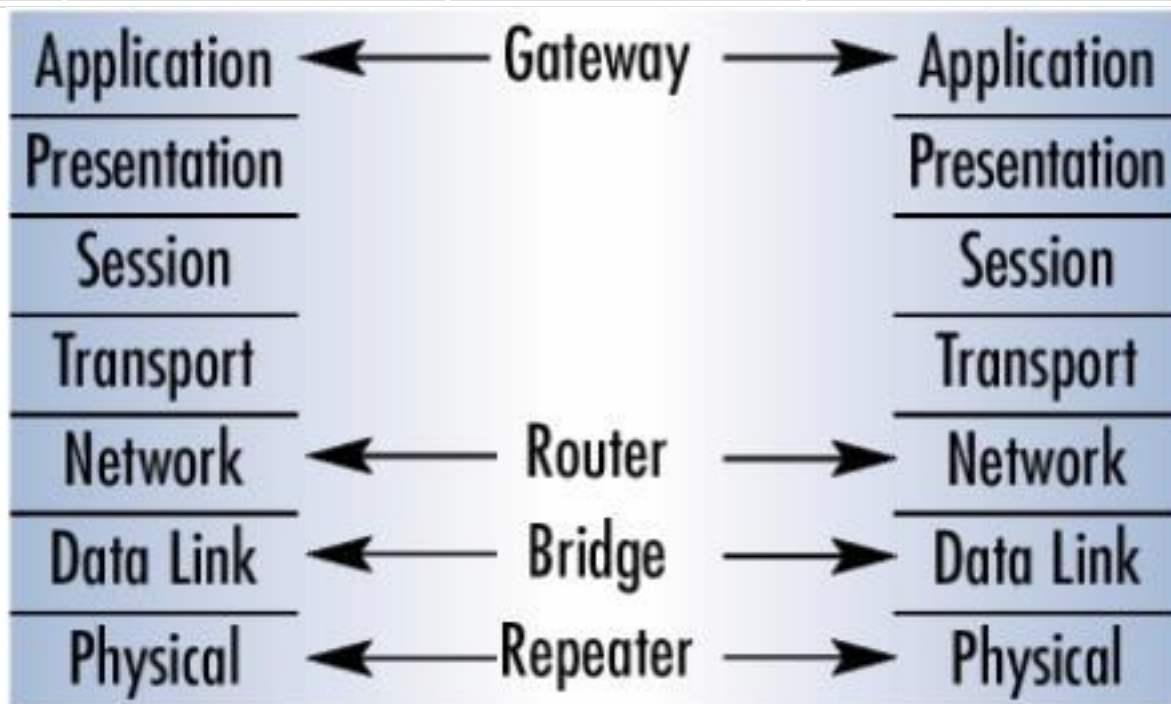 Application Gateway Application
Presentation Presentation
Session Session
Transport Transport
Network Router Network
Data Link Bridge Data Link
Physical Repeater Physical